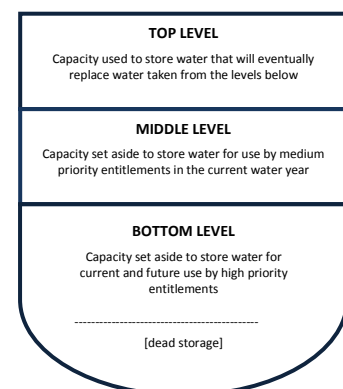 TOP LEVEL
Capacity used to store water that will eventually
replace water taken from the levels below
MIDDLE LEVEL
Capacity set aside to store water for use by medium
priority entitlements in the current water year
BOTTOM LEVEL
Capacity set aside to store water for
current and future use by high priority
entitlements
[dead storage]